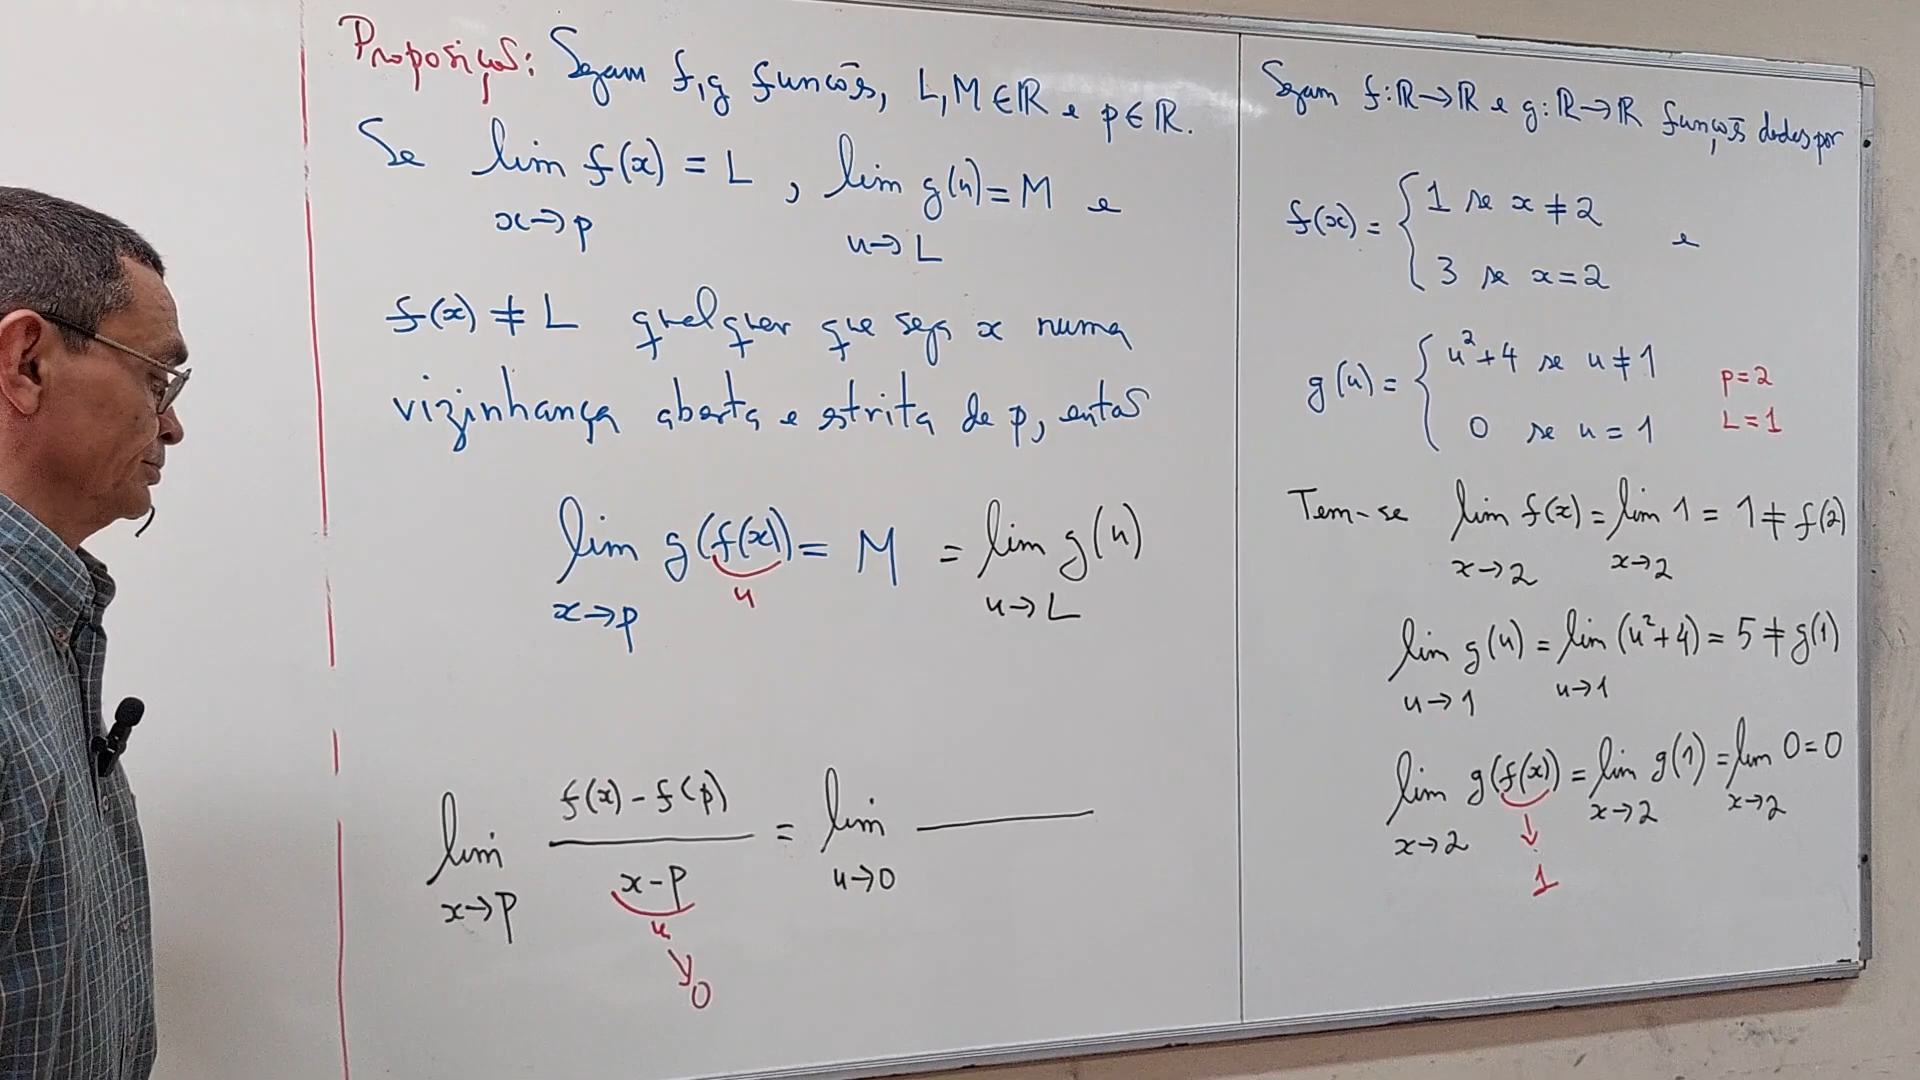 Proposição: Sejam f,g funções, L,M∈ℝ e p∈ℝ.
Se lim f(x) = L , lim g(u) = M e
x→p u→L
f(x) ≠ L qualquer que seja x numa
vizinhança aberta e estrita de p, então
lim g(f(x)) = M = lim g(u)
x→p u u→L
f(x) - f(p)
lim ——— = lim ———
x→p x-p u→0
u
↘
0
Sejam f:ℝ→ℝ e g:ℝ→ℝ funções dadas por
f(x) = { 1 se x ≠ 2
3 se x = 2 e
g(u) = { u²+4 se u ≠ 1
0 se u = 1
p=2
L=1
Tem-se lim f(x) = lim 1 = 1 ≠ f(2)
x→2 x→2
lim g(u) = lim (u²+4) = 5 ≠ g(1)
u→1 u→1
lim g(f(x)) = lim g(1) = lim 0 = 0
x→2 x→2 x→2
↓
1